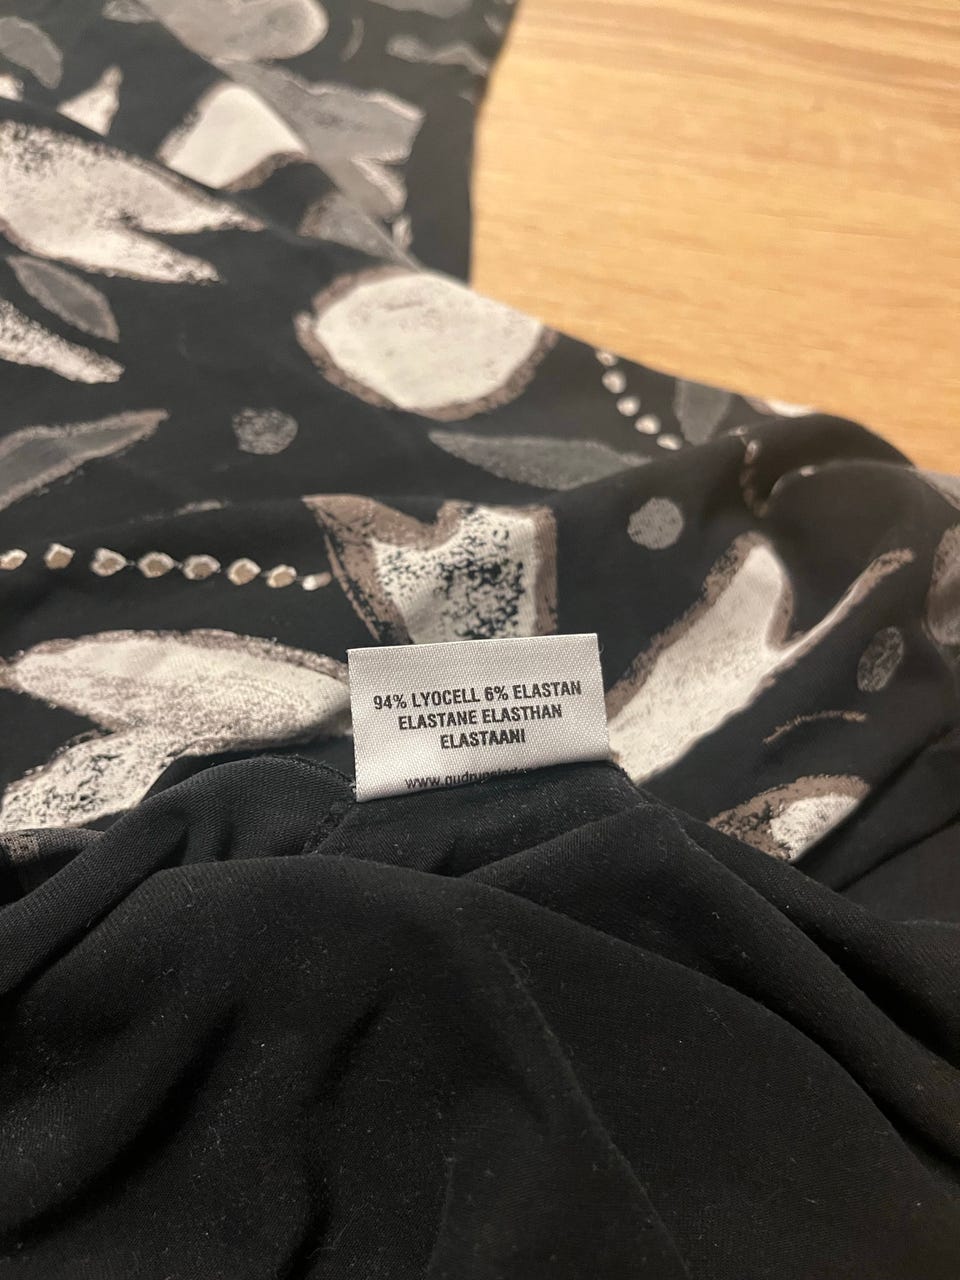 94% LYOCELL 6% ELASTAN
ELASTANE ELASTHAN
ELASTAANI